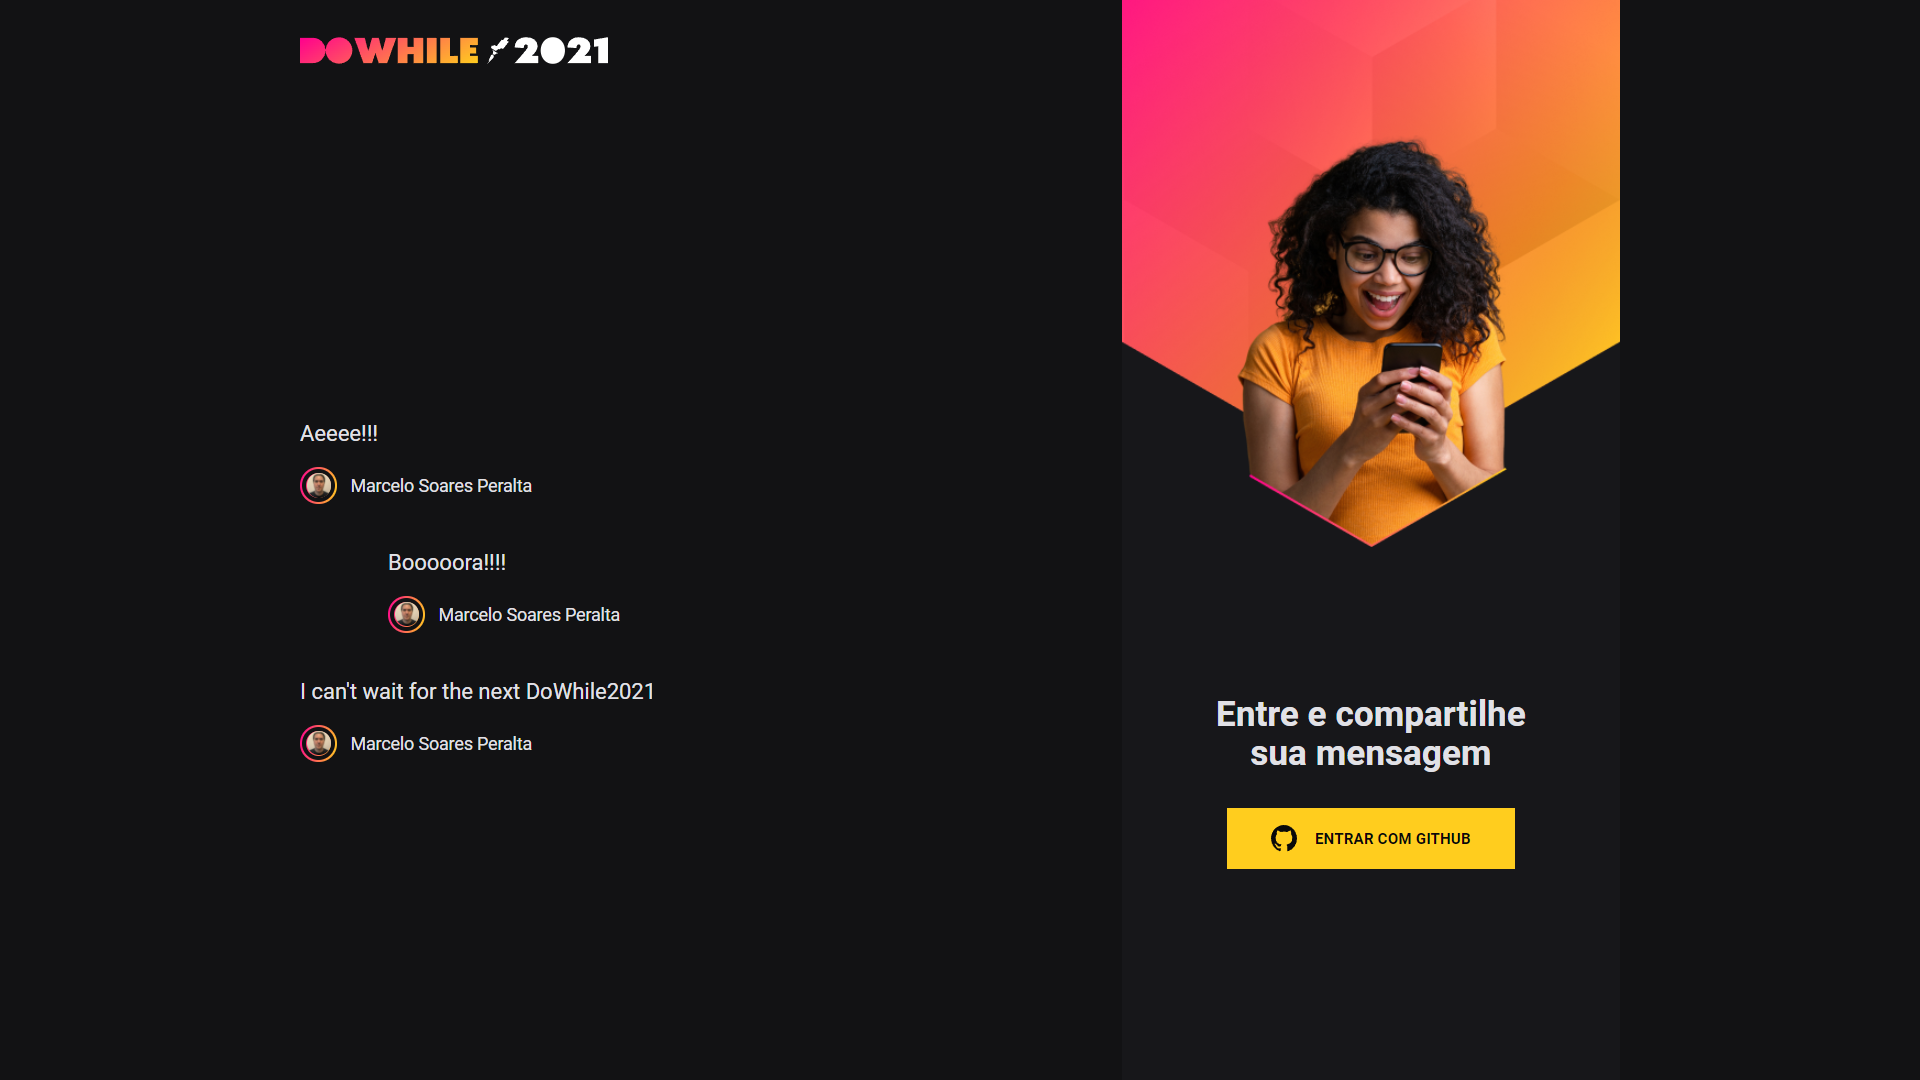 DOWHILE 2021
Aeeee!!!
Marcelo Soares Peralta
Booooora!!!!
Marcelo Soares Peralta
I can't wait for the next DoWhile2021
Marcelo Soares Peralta
Entre e compartilhe
sua mensagem
ENTRAR COM GITHUB